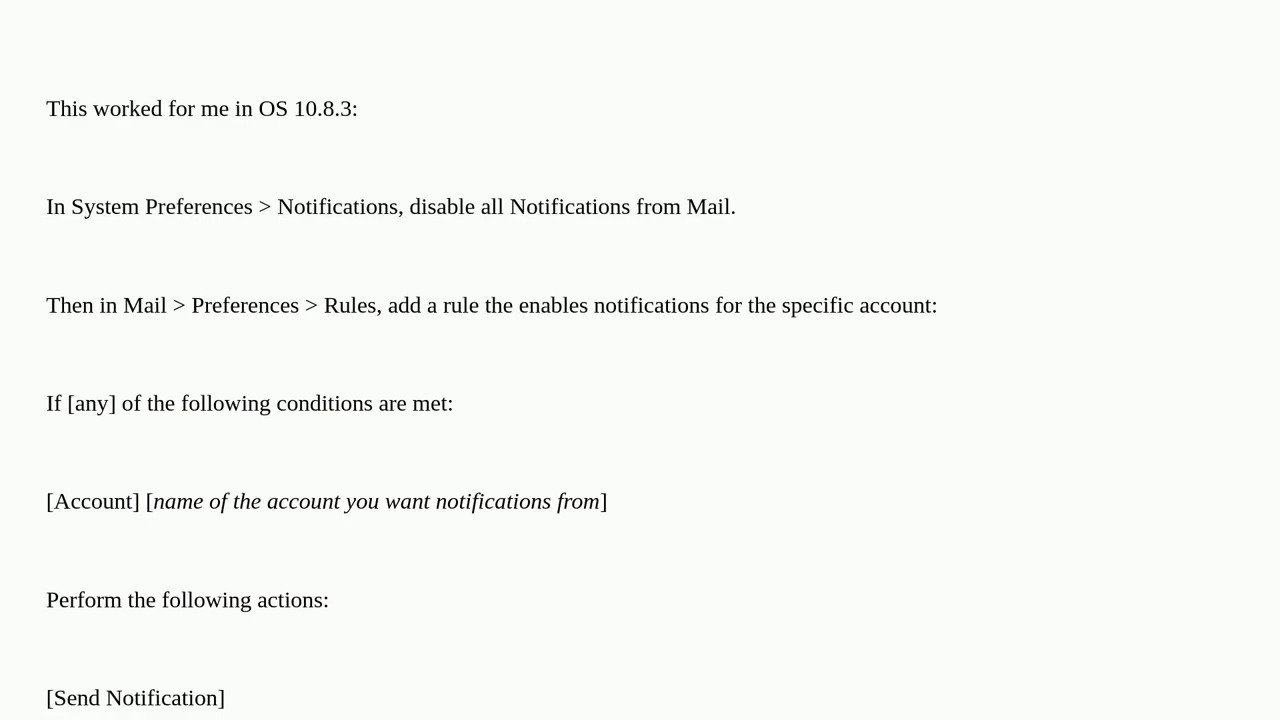 This worked for me in OS 10.8.3:
In System Preferences > Notifications, disable all Notifications from Mail.
Then in Mail > Preferences > Rules, add a rule the enables notifications for the specific account:
If [any] of the following conditions are met:
[Account] [name of the account you want notifications from]
Perform the following actions:
[Send Notification]